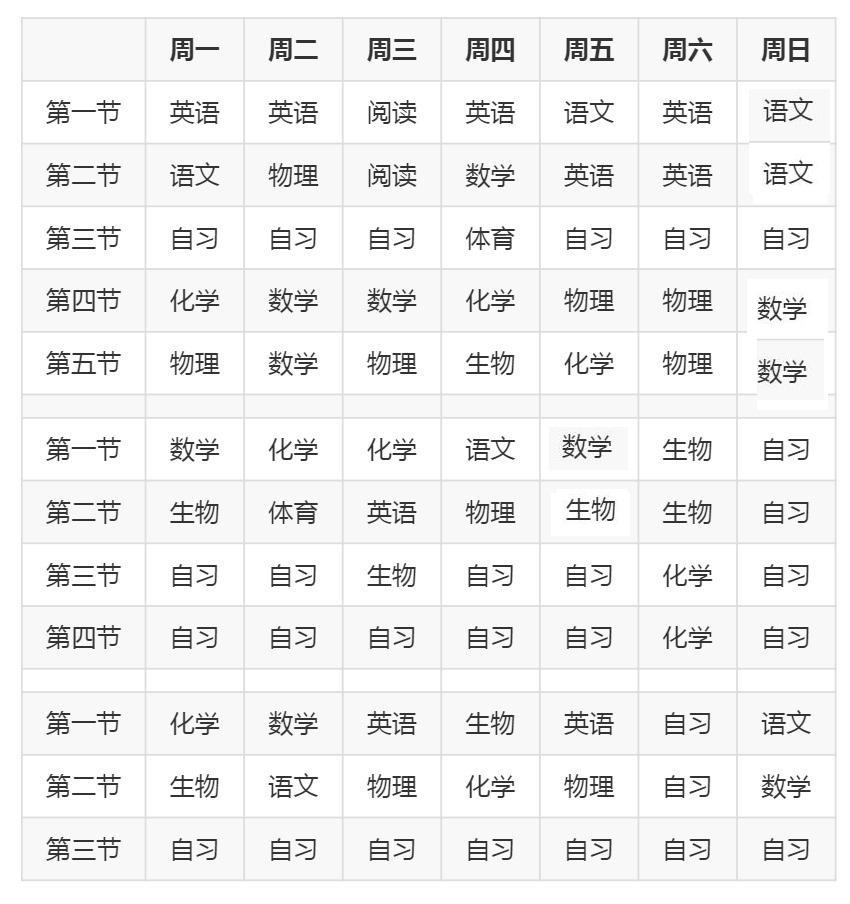 周一 周二 周三 周四 周五 周六 周日
第一节 英语 英语 阅读 英语 语文 英语 语文
第二节 语文 物理 阅读 数学 英语 英语 语文
第三节 自习 自习 自习 体育 自习 自习 自习
第四节 化学 数学 数学 化学 物理 物理 数学
第五节 物理 数学 物理 生物 化学 物理 数学
第一节 数学 化学 化学 语文 数学 生物 自习
第二节 生物 体育 英语 物理 生物 生物 自习
第三节 自习 自习 生物 自习 自习 化学 自习
第四节 自习 自习 自习 自习 自习 化学 自习
第一节 化学 数学 英语 生物 英语 自习 语文
第二节 生物 语文 物理 化学 物理 自习 数学
第三节 自习 自习 自习 自习 自习 自习 自习